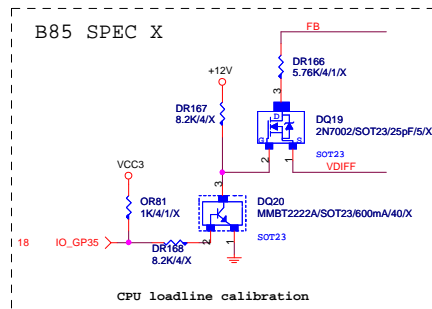 B85 SPEC X
FB
DR166
5.76K/4/1/X
+12V
3
D
DQ19
2N7002/SOT23/25pF/5/X
G
S
DR167
8.2K/4/X
2
1
SOT23
VDIFF
VCC3
3
DQ20
MMBT2222A/SOT23/600mA/40/X
OR81
1K/4/1/X
2
1
SOT23
18
IO_GP35
DR168
8.2K/4/X
CPU loadline calibration